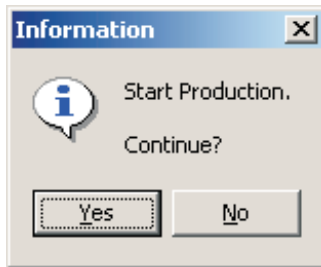 Information
Start Production.
Continue?
Yes
No